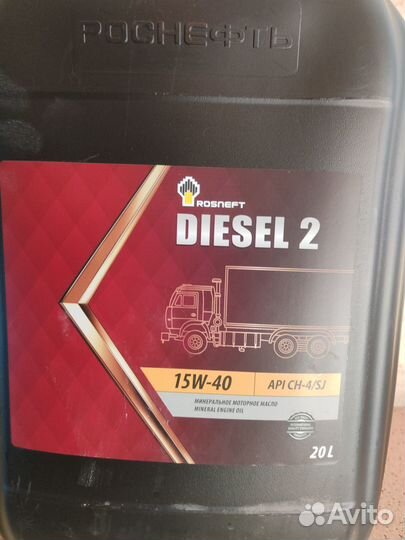 РОСНЕФТЬ
ROSNEFT
DIESEL 2
15W-40
API CH-4/SJ
МИНЕРАЛЬНОЕ МОТОРНОЕ МАСЛО
MINERAL ENGINE OIL
20 L
Avito